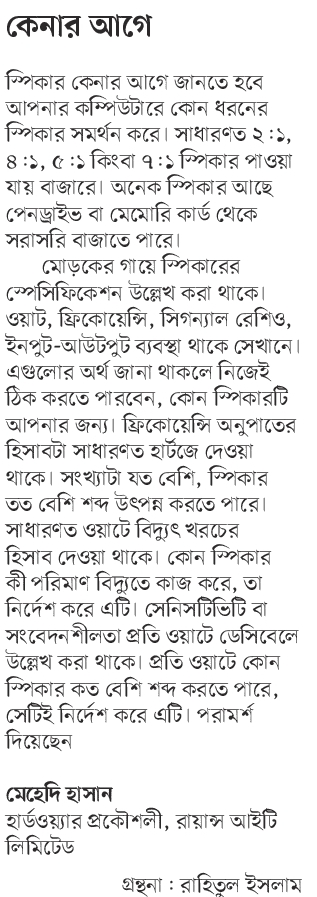 কেনার আগে
স্পিকার কেনার আগে জানতে হবে
আপনার কম্পিউটারে কোন ধরনের
স্পিকার সমর্থন করে। সাধারণত ২:১,
৪:১, ৫:১ কিংবা ৭:১ স্পিকার পাওয়া
যায় বাজারে। অনেক স্পিকার আছে
পেনড্রাইভ বা মেমোরি কার্ড থেকে
সরাসরি বাজাতে পারে।
মোড়কের গায়ে স্পিকারের
স্পেসিফিকেশন উল্লেখ করা থাকে।
ওয়াট, ফ্রিকোয়েন্সি, সিগন্যাল রেশিও,
ইনপুট-আউটপুট ব্যবস্থা থাকে সেখানে।
এগুলোর অর্থ জানা থাকলে নিজেই
ঠিক করতে পারবেন, কোন স্পিকারটি
আপনার জন্য। ফ্রিকোয়েন্সি অনুপাতের
হিসাবটা সাধারণত হার্টজে দেওয়া
থাকে। সংখ্যাটা যত বেশি, স্পিকার
তত বেশি শব্দ উৎপন্ন করতে পারে।
সাধারণত ওয়াটে বিদ্যুৎ খরচের
হিসাব দেওয়া থাকে। কোন স্পিকার
কী পরিমাণ বিদ্যুতে কাজ করে, তা
নির্দেশ করে এটি। সেনিসটিভিটি বা
সংবেদনশীলতা প্রতি ওয়াটে ডেসিবেলে
উল্লেখ করা থাকে। প্রতি ওয়াটে কোন
স্পিকার কত বেশি শব্দ করতে পারে,
সেটিই নির্দেশ করে এটি। পরামর্শ
দিয়েছেন
মেহেদি হাসান
হার্ডওয়্যার প্রকৌশলী, রায়ান্স আইটি
লিমিটেড
গ্রন্থনা : রাহিতুল ইসলাম